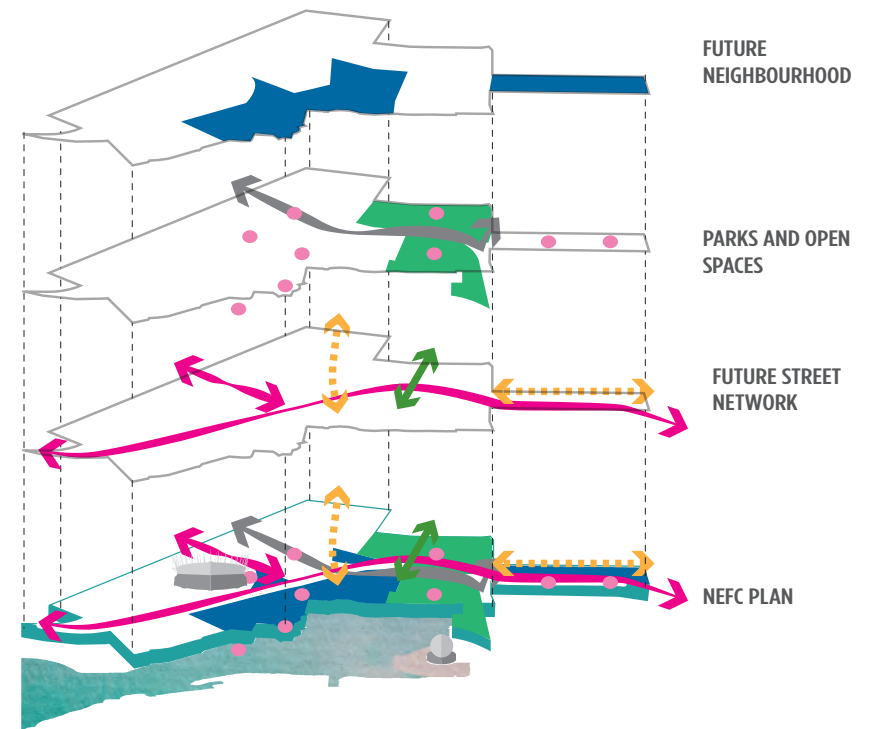 FUTURE
NEIGHBOURHOOD
PARKS AND OPEN
SPACES
FUTURE STREET
NETWORK
NEFC PLAN